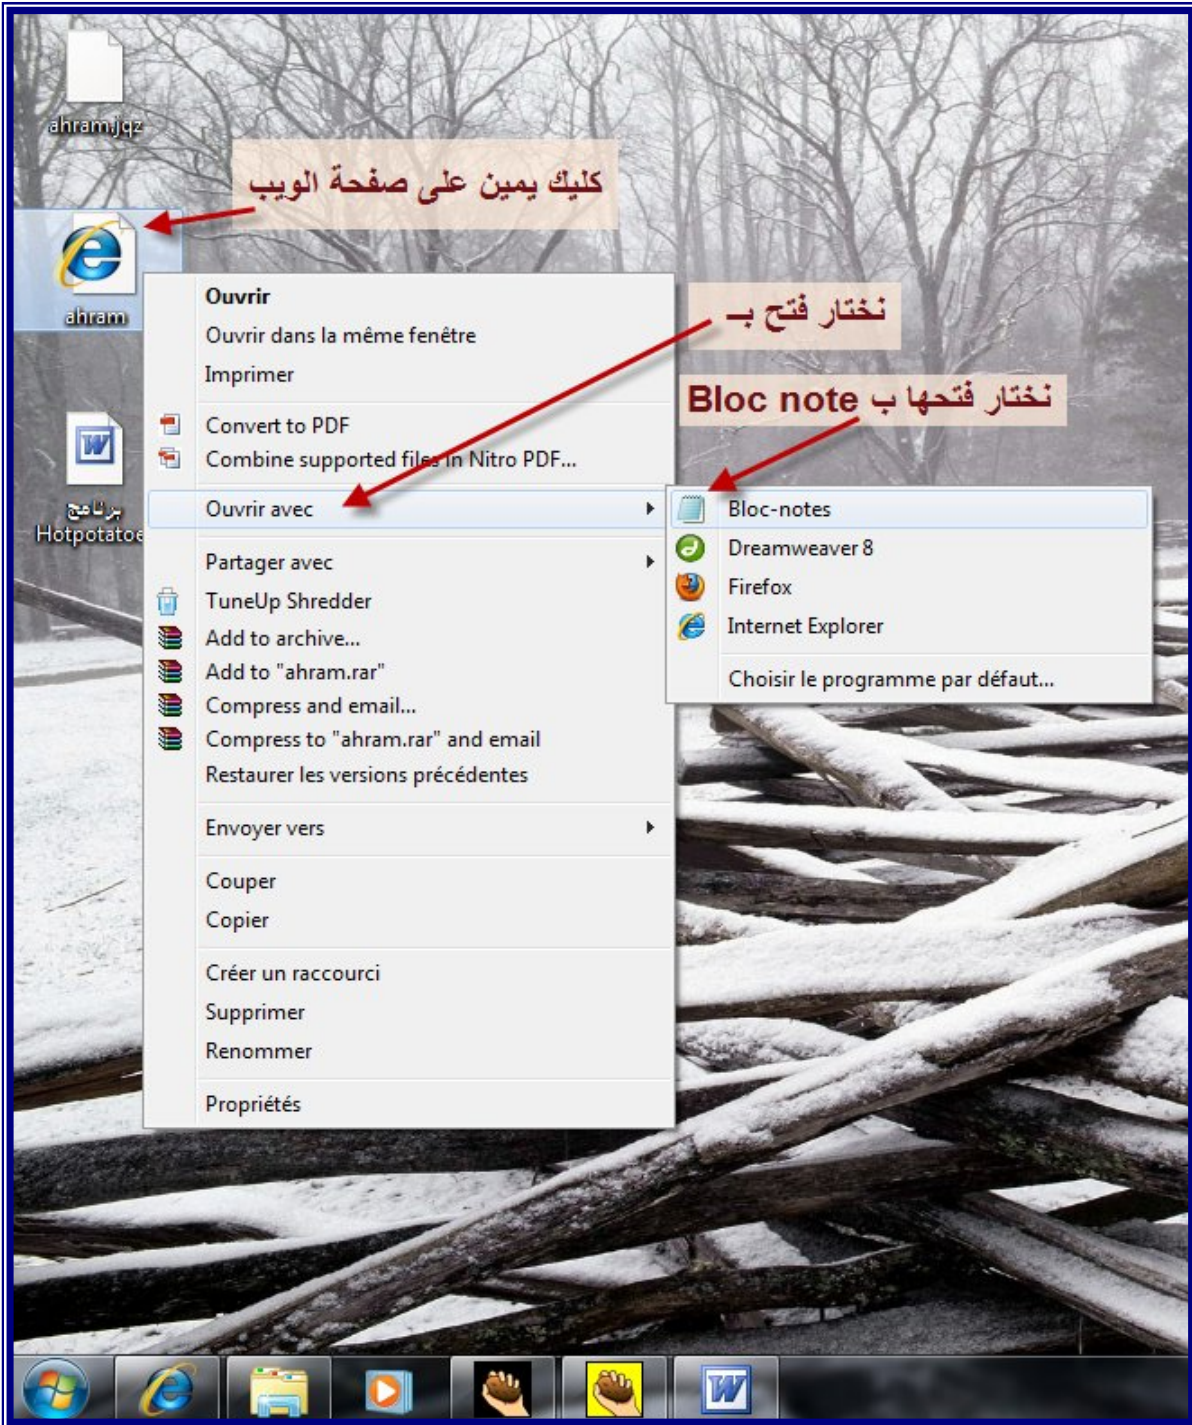 ahram.jqz
كليك يمين على صفحة الويب
ahram
Ouvrir
نختار فتح بـ
Ouvrir dans la même fenêtre
Imprimer
نختار فتحها ب Bloc note
Convert to PDF
Combine supported files in Nitro PDF...
برنامج
Hotpotatoe
Ouvrir avec
Bloc-notes
Dreamweaver 8
Firefox
Internet Explorer
Choisir le programme par défaut...
Partager avec
TuneUp Shredder
Add to archive...
Add to "ahram.rar"
Compress and email...
Compress to "ahram.rar" and email
Restaurer les versions précédentes
Envoyer vers
Couper
Copier
Créer un raccourci
Supprimer
Renommer
Propriétés